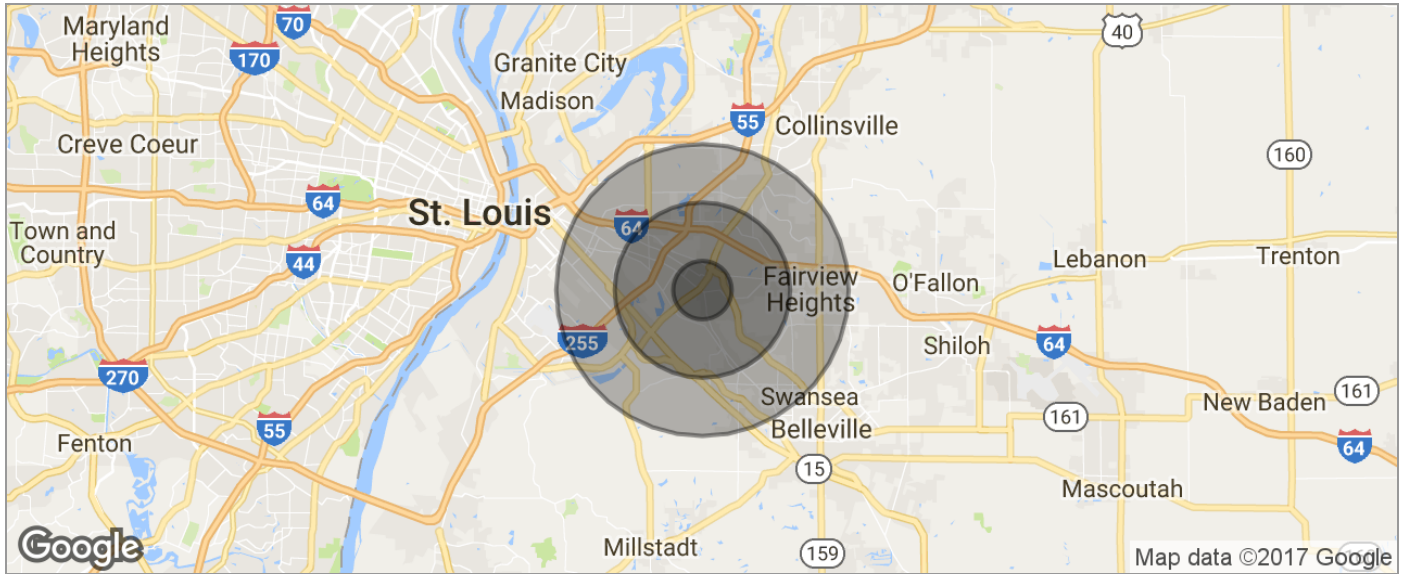 Maryland
Heights
70
170
Granite City
Madison
40
55
Collinsville
Creve Coeur
160
64
St. Louis
64
Town and
Country
44
Fairview
Heights
O'Fallon
Lebanon
Trenton
255
Shiloh
64
270
Swansea
161
New Baden
161
55
Fenton
Belleville
15
64
Mascoutah
Millstadt
159
Google
Map data ©2017 Google